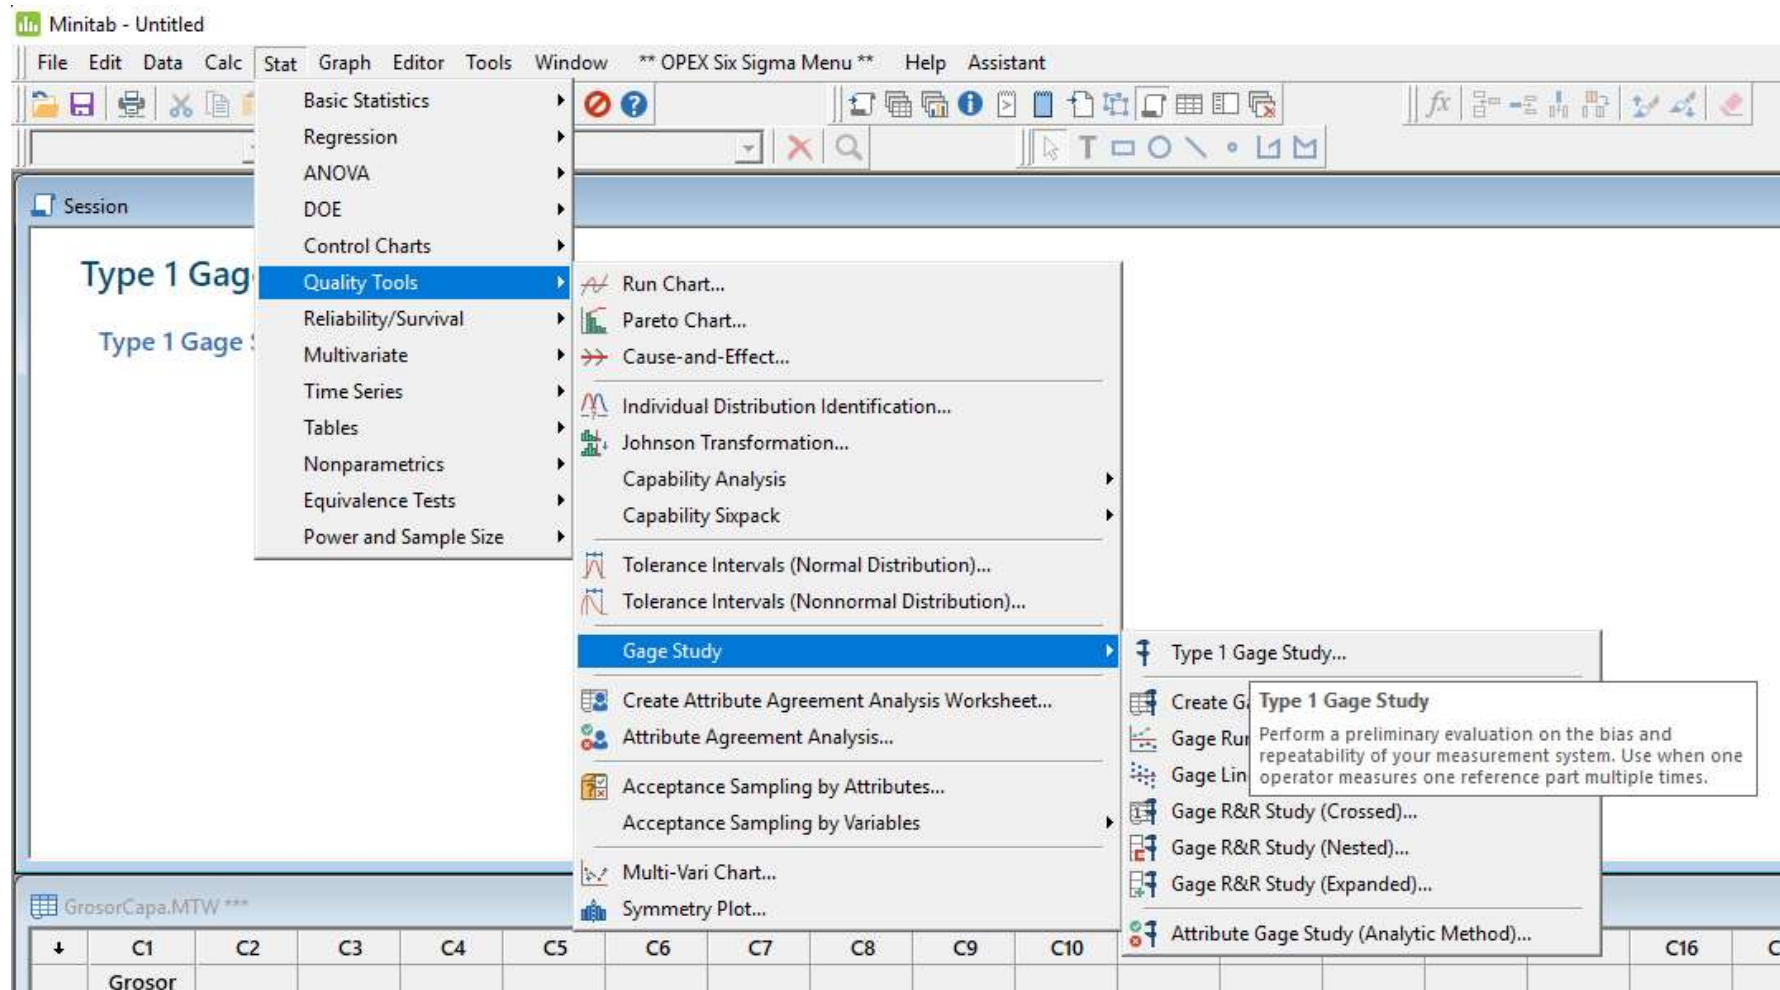 Minitab - Untitled
File Edit Data Calc Stat Graph Editor Tools Window ** OPEX Six Sigma Menu ** Help Assistant
Basic Statistics
Regression
ANOVA
DOE
Control Charts
Quality Tools
Reliability/Survival
Multivariate
Time Series
Tables
Nonparametrics
Equivalence Tests
Power and Sample Size
Session
Type 1 Gag
Type 1 Gage
Run Chart...
Pareto Chart...
Cause-and-Effect...
Individual Distribution Identification...
Johnson Transformation...
Capability Analysis
Capability Sixpack
Tolerance Intervals (Normal Distribution)...
Tolerance Intervals (Nonnormal Distribution)...
Gage Study
Create Attribute Agreement Analysis Worksheet...
Attribute Agreement Analysis...
Acceptance Sampling by Attributes...
Acceptance Sampling by Variables
Multi-Vari Chart...
Symmetry Plot...
Type 1 Gage Study...
Create G
Gage Rur
Gage Lin
Gage R&R Study (Crossed)...
Gage R&R Study (Nested)...
Gage R&R Study (Expanded)...
Attribute Gage Study (Analytic Method)...
Type 1 Gage Study
Perform a preliminary evaluation on the bias and
repeatability of your measurement system. Use when one
operator measures one reference part multiple times.
GrosorCapa.MTW ***
C1 C2 C3 C4 C5 C6 C7 C8 C9 C10 C16 C
Grosor